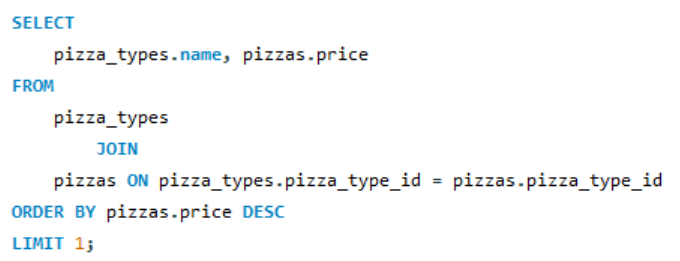 SELECT
    pizza_types.name, pizzas.price
FROM
    pizza_types
        JOIN
    pizzas ON pizza_types.pizza_type_id = pizzas.pizza_type_id
ORDER BY pizzas.price DESC
LIMIT 1;